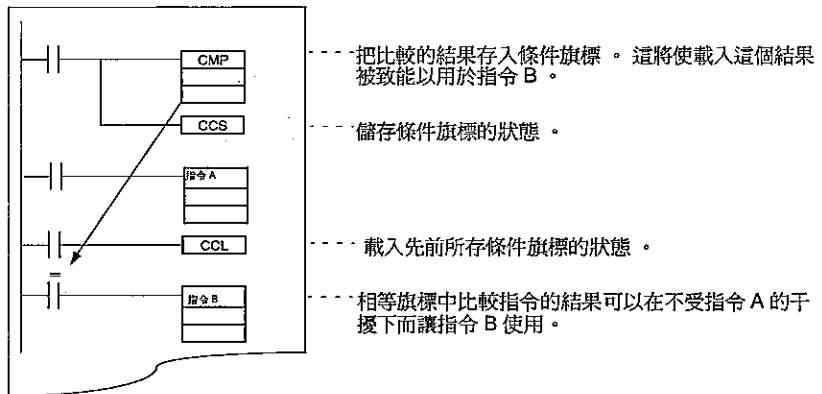 CMP
把比較的結果存入條件旗標。這將使載入這個結果
被致能以用於指令 B。
CCS
儲存條件旗標的狀態。
指令 A
CCL
載入先前所存條件旗標的狀態。
=
指令 B
相等旗標中比較指令的結果可以在不受指令 A 的干
擾下而讓指令 B 使用。